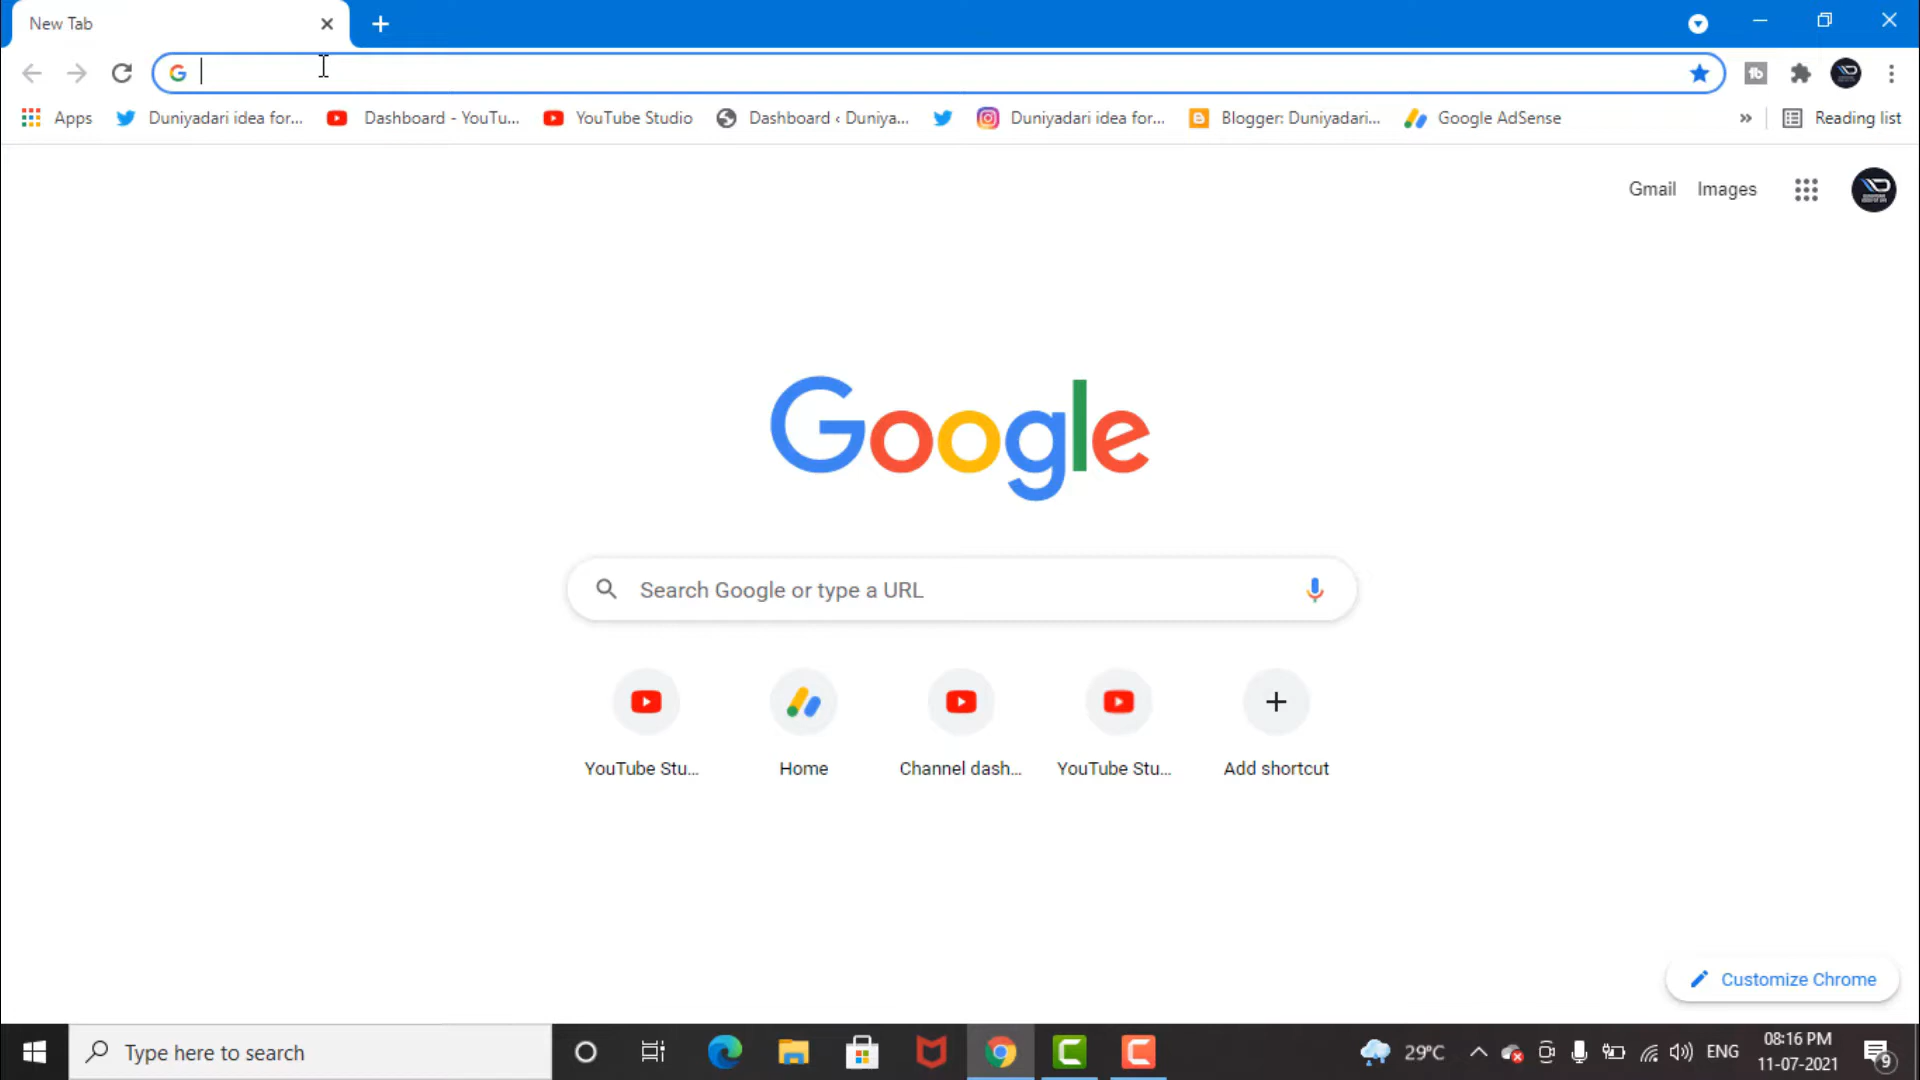 New Tab
Apps Duniyadari idea for... Dashboard - YouTu... YouTube Studio Dashboard ‹ Duniya... Duniyadari idea for... Blogger: Duniyadari... Google AdSense » Reading list
Gmail Images
Google
Search Google or type a URL
YouTube Stu... Home Channel dash... YouTube Stu... Add shortcut
Customize Chrome
Type here to search
29°C ENG
08:16 PM
11-07-2021
9